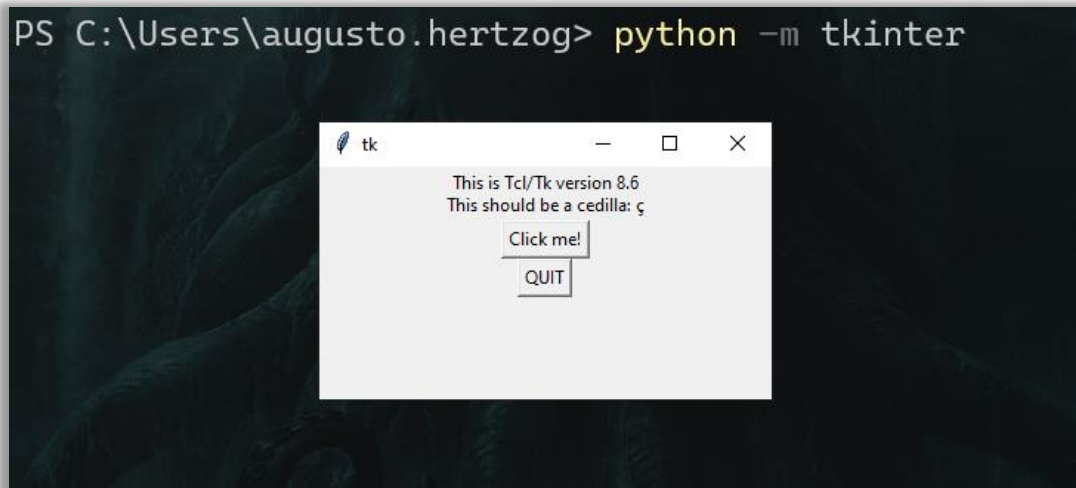 PS C:\Users\augusto.hertzog> python -m tkinter
tk
This is Tcl/Tk version 8.6
This should be a cedilla: ç
Click me!
QUIT